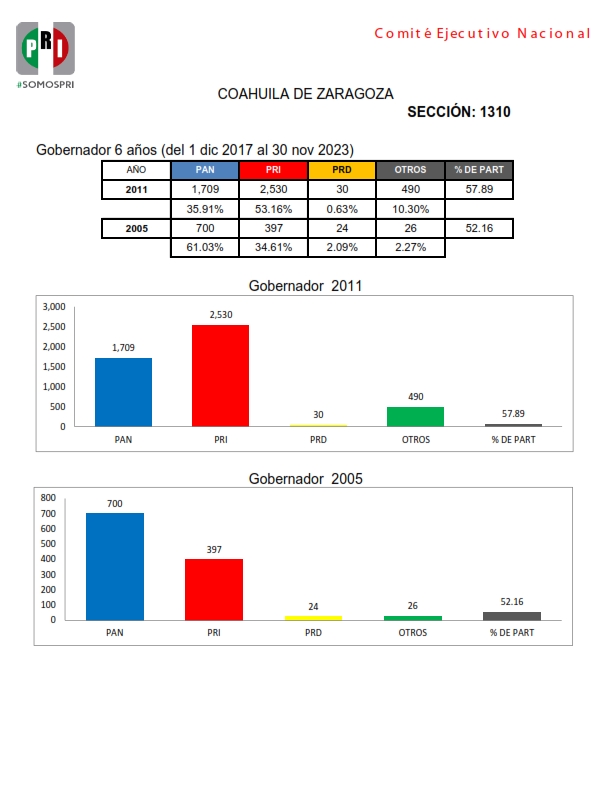 Comité Ejecutivo Nacional
PRI
#SOMOSPRI
COAHUILA DE ZARAGOZA
SECCIÓN: 1310
Gobernador 6 años (del 1 dic 2017 al 30 nov 2023)
AÑO PAN PRI PRD OTROS % DE PART
2011 1,709 2,530 30 490 57.89
35.91% 53.16% 0.63% 10.30%
2005 700 397 24 26 52.16
61.03% 34.61% 2.09% 2.27%
Gobernador 2011
3,000
2,500
2,000
1,500
1,000
500
0
1,709
2,530
30
490
57.89
PAN PRI PRD OTROS % DE PART
Gobernador 2005
800
700
600
500
400
300
200
100
0
700
397
24
26
52.16
PAN PRI PRD OTROS % DE PART